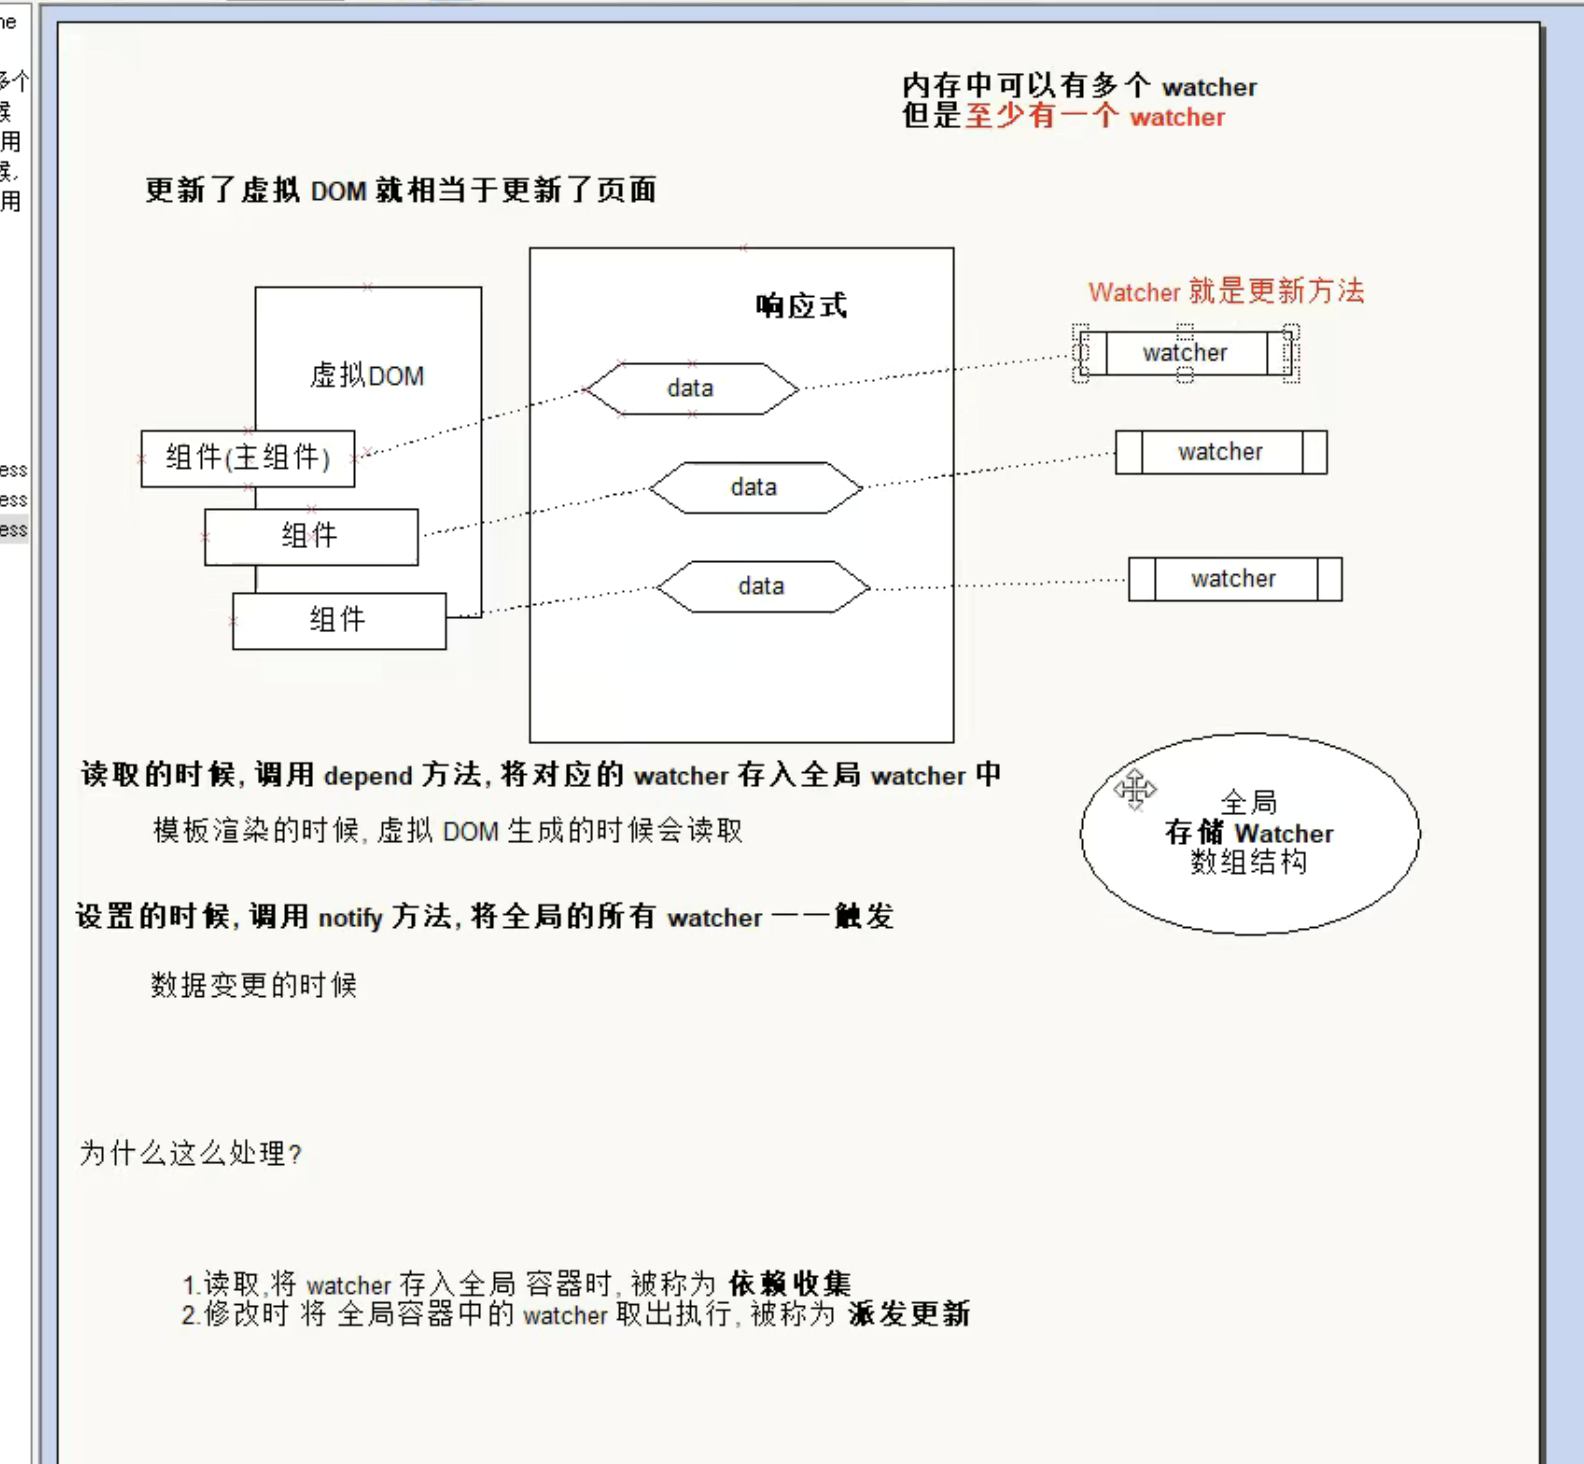 ne
多个
候
用
候,
用
ess
ess
ess
内存中可以有多个 watcher
但是至少有一个 watcher
更新了虚拟 DOM 就相当于更新了页面
响应式
Watcher 就是更新方法
watcher
虚拟DOM
data
组件(主组件)
watcher
data
组件
data
watcher
组件
读取的时候, 调用 depend 方法, 将对应的 watcher 存入全局 watcher 中
全局
存储 Watcher
数组结构
模板渲染的时候, 虚拟 DOM 生成的时候会读取
设置的时候, 调用 notify 方法, 将全局的所有 watcher 一一触发
数据变更的时候
为什么这么处理?
1.读取,将 watcher 存入全局 容器时, 被称为 依赖收集
2.修改时 将 全局容器中的 watcher 取出执行, 被称为 派发更新